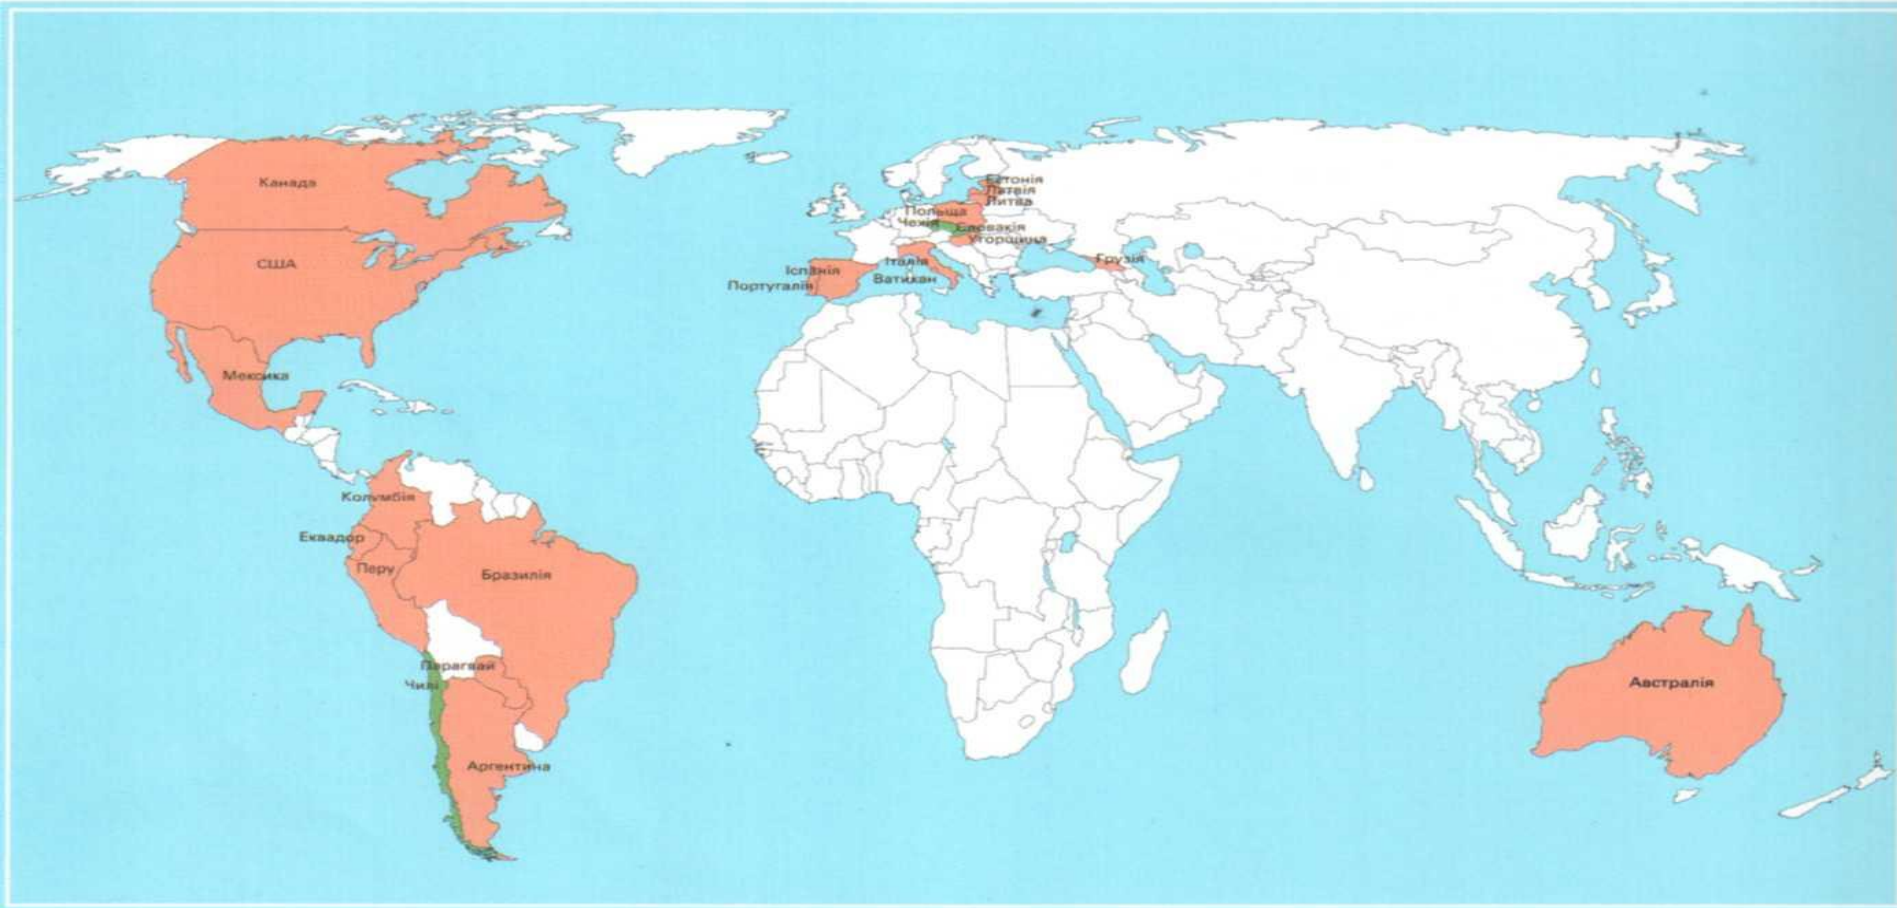 Канада
США
Мексика
Колумбія
Еквадор
Перу
Бразилія
Парагвай
Чилі
Аргентина
Естонія
Латвія
Литва
Польща
Чехія
Словакія
Угорщина
Італія
Іспанія
Ватикан
Португалія
Грузія
Австралія